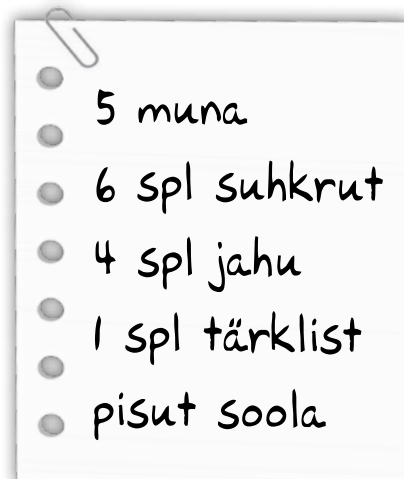 5 muna
6 spl suhkrut
4 spl jahu
1 spl tärklist
pisut soola